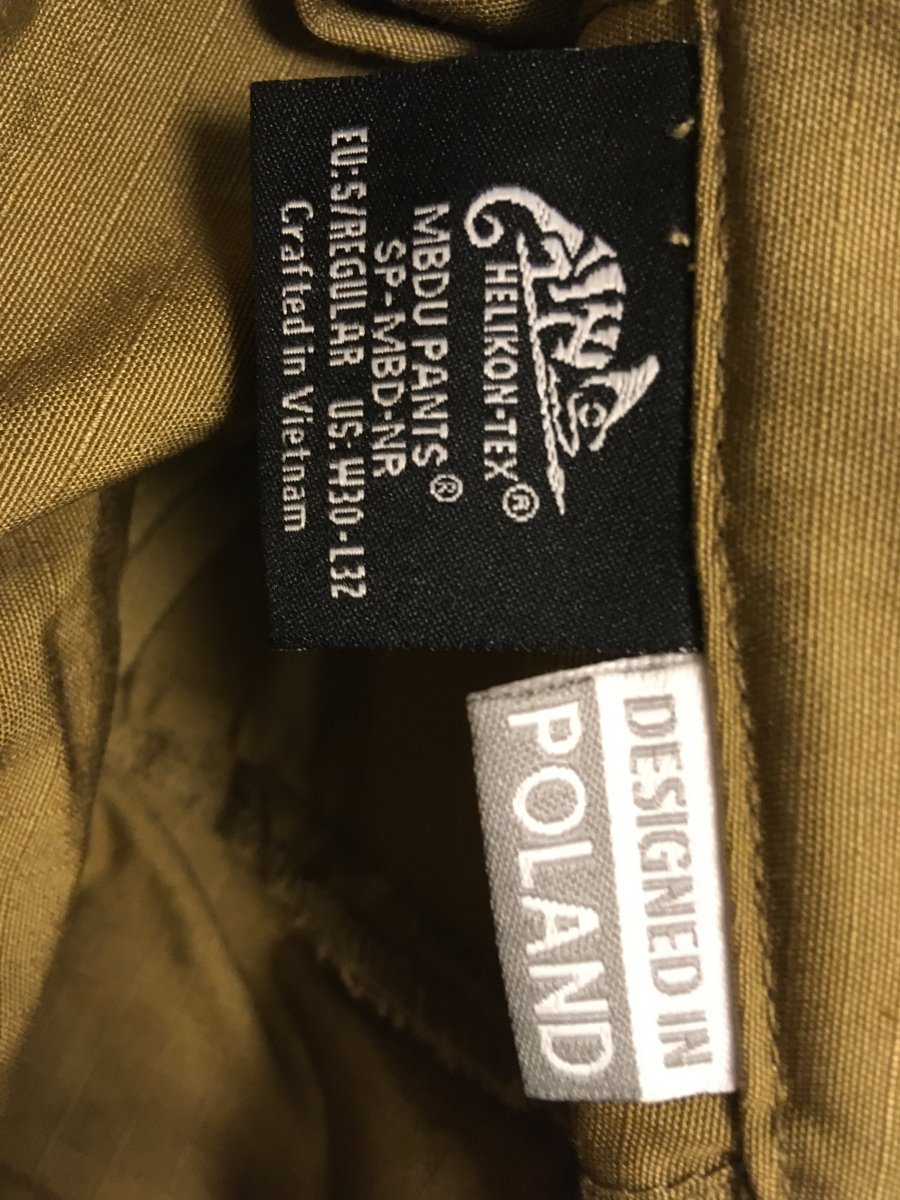 HELIKON-TEX®
MBDU PANTS®
SP-MBD-NR
EU:S/REGULAR US: W30-L32
Crafted in Vietnam
DESIGNED IN
POLAND